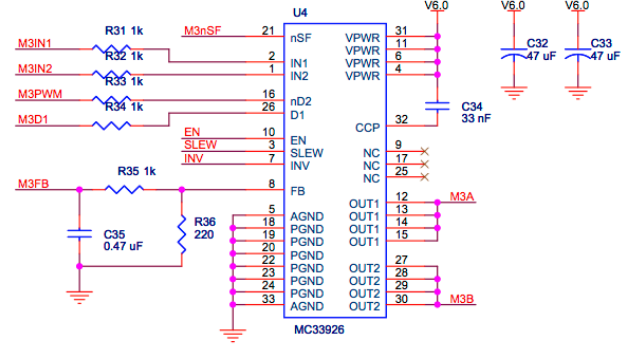 U4
V6.0
V6.0
V6.0
R31 1k
M3nSF
21
nSF
VPWR
31
M3IN1
VPWR
11
R32 1k
2
IN1
VPWR
6
C32
47 uF
C33
47 uF
M3IN2
1
IN2
VPWR
4
R33 1k
M3PWM
16
nD2
C34
33 nF
R34 1k
26
D1
M3D1
CCP
32
EN
10
EN
SLEW
3
SLEW
NC
9
INV
7
INV
NC
17
R35 1k
NC
25
M3FB
8
FB
OUT1
12
M3A
5
AGND
OUT1
13
R36
220
18
PGND
OUT1
14
C35
0.47 uF
19
PGND
OUT1
15
20
PGND
22
PGND
OUT2
27
23
PGND
OUT2
28
24
PGND
OUT2
29
33
AGND
OUT2
30
M3B
MC33926